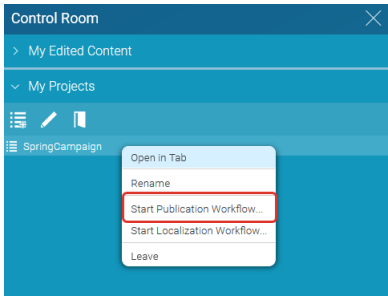 Control Room
My Edited Content
My Projects
SpringCampaign
Open in Tab
Rename
Start Publication Workflow...
Start Localization Workflow...
Leave